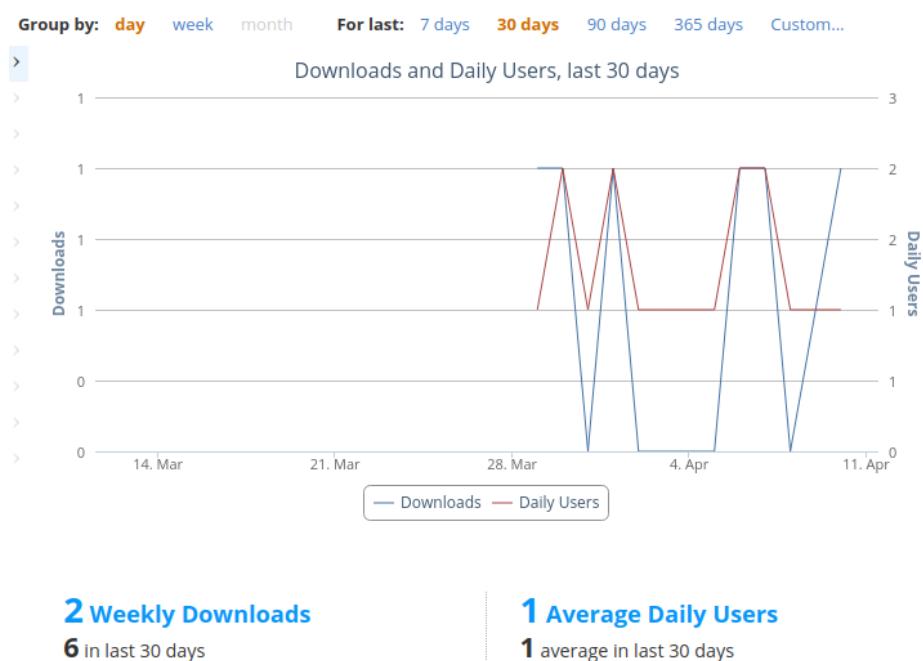 Group by: day week month For last: 7 days 30 days 90 days 365 days Custom...
Downloads and Daily Users, last 30 days
1 3
1 2
1 2
1 1
0 1
0 0
Downloads
Daily Users
14. Mar 21. Mar 28. Mar 4. Apr 11. Apr
Downloads Daily Users
2 Weekly Downloads
6 in last 30 days
1 Average Daily Users
1 average in last 30 days